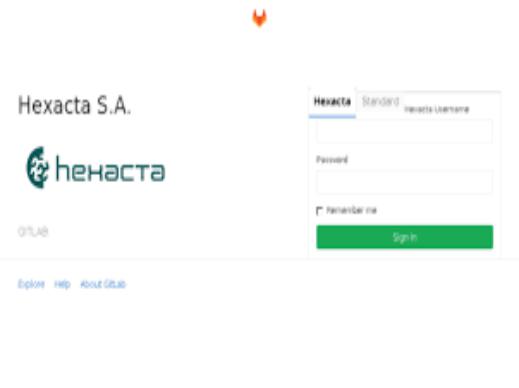 Hexacta S.A.
hexacta
GITLAB
Hexacta Standard
Hexacta Username
Password
Remember me
Sign in
Explore Help About GitLab